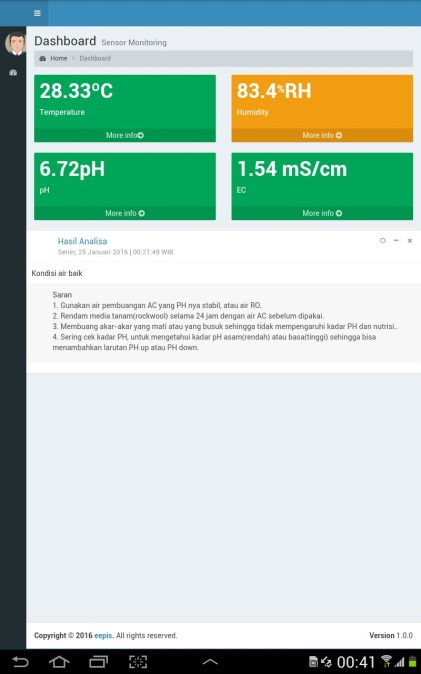 Dashboard Sensor Monitoring
Home > Dashboard
28.33°C
Temperature
More info
83.4%RH
Humidity
More info
6.72pH
pH
More info
1.54 mS/cm
EC
More info
Hasil Analisa
Senin, 25 Januari 2016 | 00:21:49 WIB
Kondisi air baik
Saran
1. Gunakan air pembuangan AC yang PH nya stabil, atau air RO.
2. Rendam media tanam(rockwool) selama 24 jam dengan air AC sebelum dipakai.
3. Membuang akar-akar yang mati atau yang busuk sehingga tidak mempengaruhi kadar PH dan nutrisi..
4. Sering cek kadar PH, untuk mengetahui kadar pH asam(rendah) atau basa(tinggi) sehingga bisa
menambahkan larutan PH up atau PH down.
Copyright © 2016 eepis. All rights reserved.
Version 1.0.0
00:41